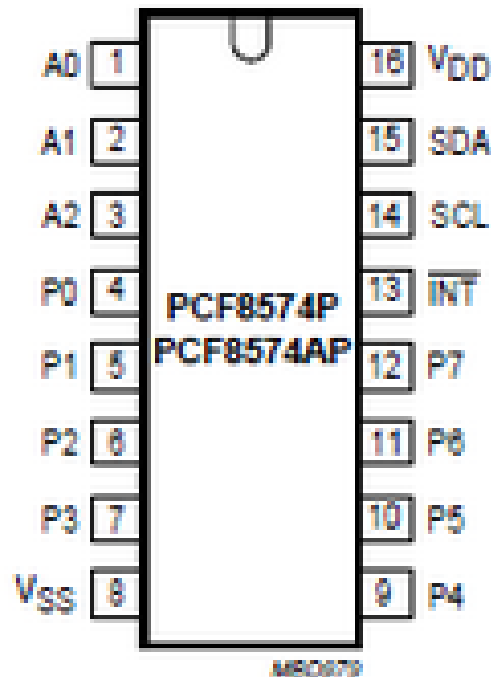 A0 1 16 VDD
A1 2 15 SDA
A2 3 14 SCL
P0 4 13 INT
PCF8574P
PCF8574AP
P1 5 12 P7
P2 6 11 P6
P3 7 10 P5
VSS 8 9 P4
MBD979